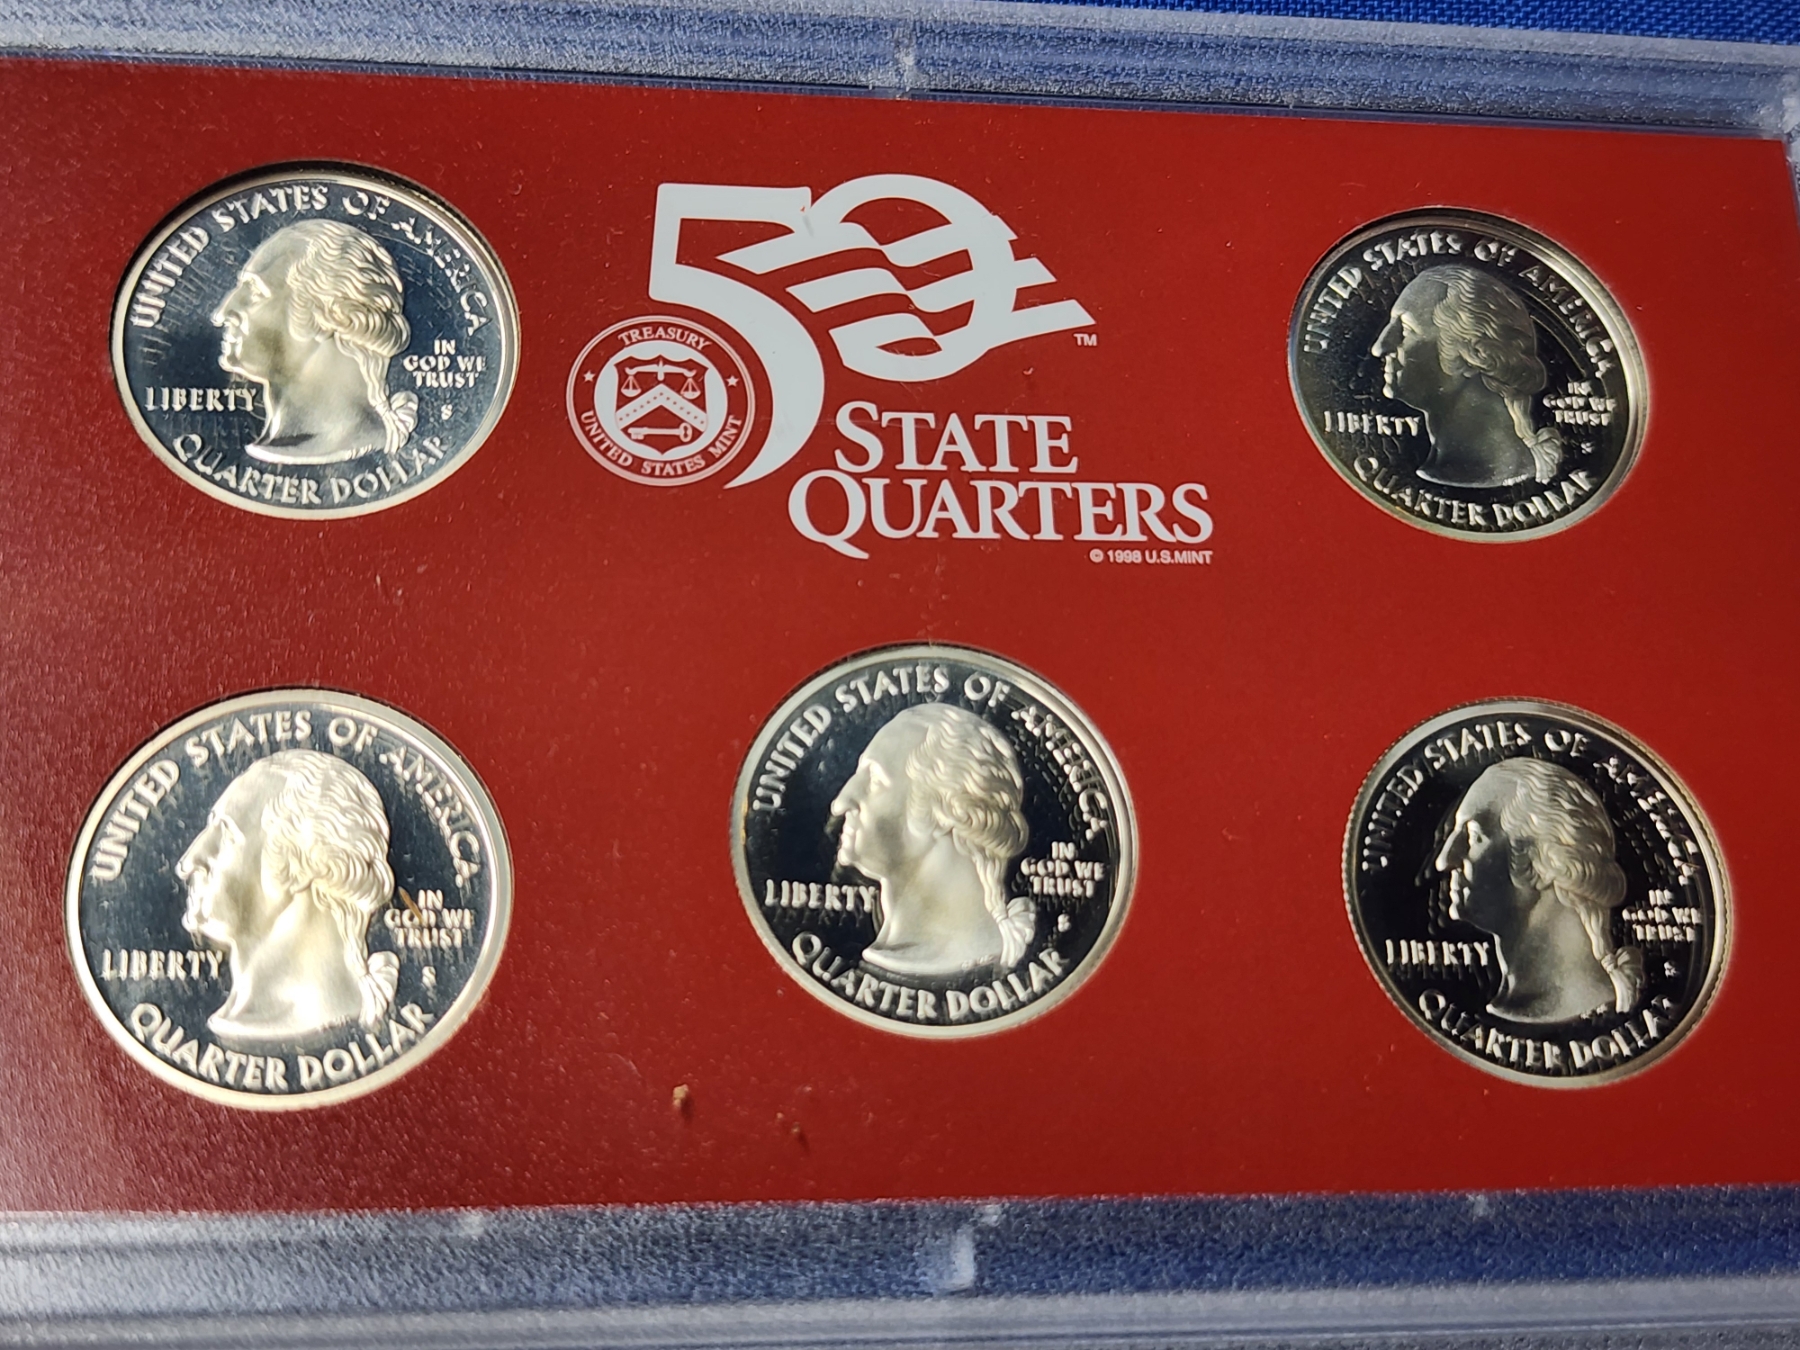 UNITED STATES OF AMERICA
IN
GOD WE
TRUST
LIBERTY
S
QUARTER DOLLAR
50
TM
TREASURY
UNITED STATES MINT
STATE
QUARTERS
© 1998 U.S.MINT
UNITED STATES OF AMERICA
IN
GOD WE
TRUST
LIBERTY
S
QUARTER DOLLAR
UNITED STATES OF AMERICA
IN
GOD WE
TRUST
LIBERTY
S
QUARTER DOLLAR
UNITED STATES OF AMERICA
IN
GOD WE
TRUST
LIBERTY
S
QUARTER DOLLAR
UNITED STATES OF AMERICA
IN
GOD WE
TRUST
LIBERTY
S
QUARTER DOLLAR